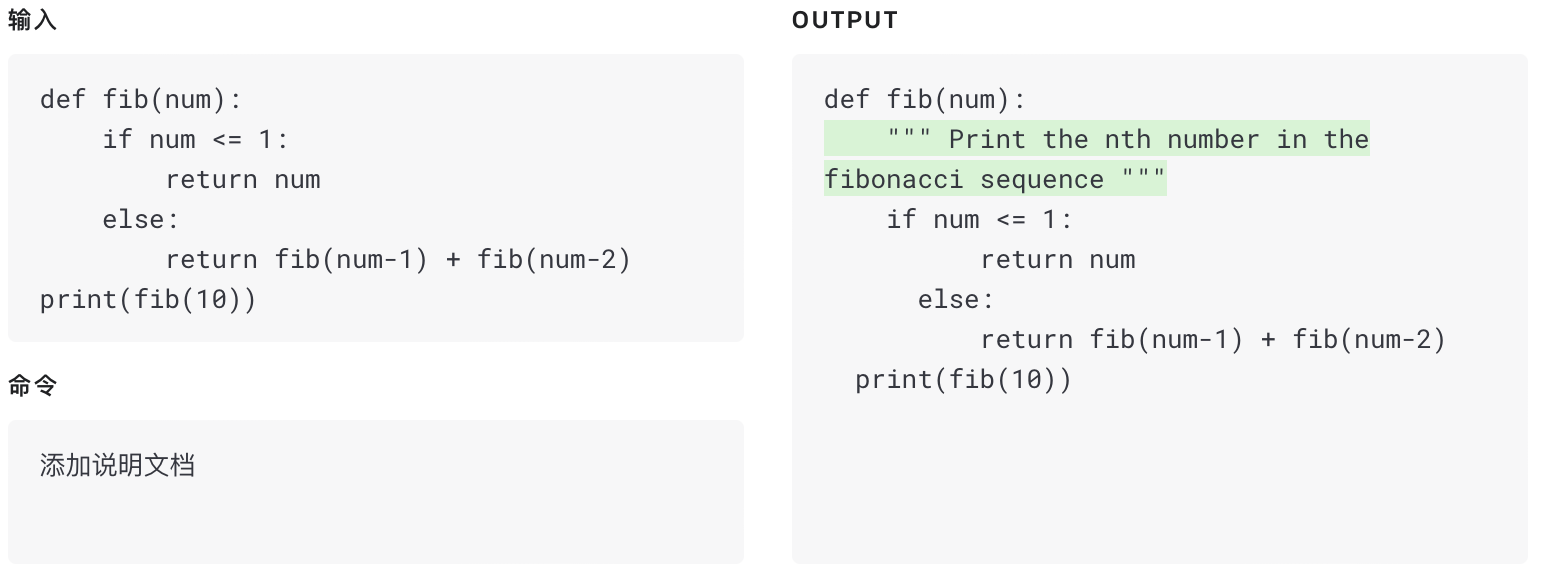 输入
def fib(num):
    if num <= 1:
        return num
    else:
        return fib(num-1) + fib(num-2)
print(fib(10))
命令
添加说明文档
OUTPUT
def fib(num):
    """ Print the nth number in the
fibonacci sequence """
    if num <= 1:
          return num
      else:
          return fib(num-1) + fib(num-2)
  print(fib(10))